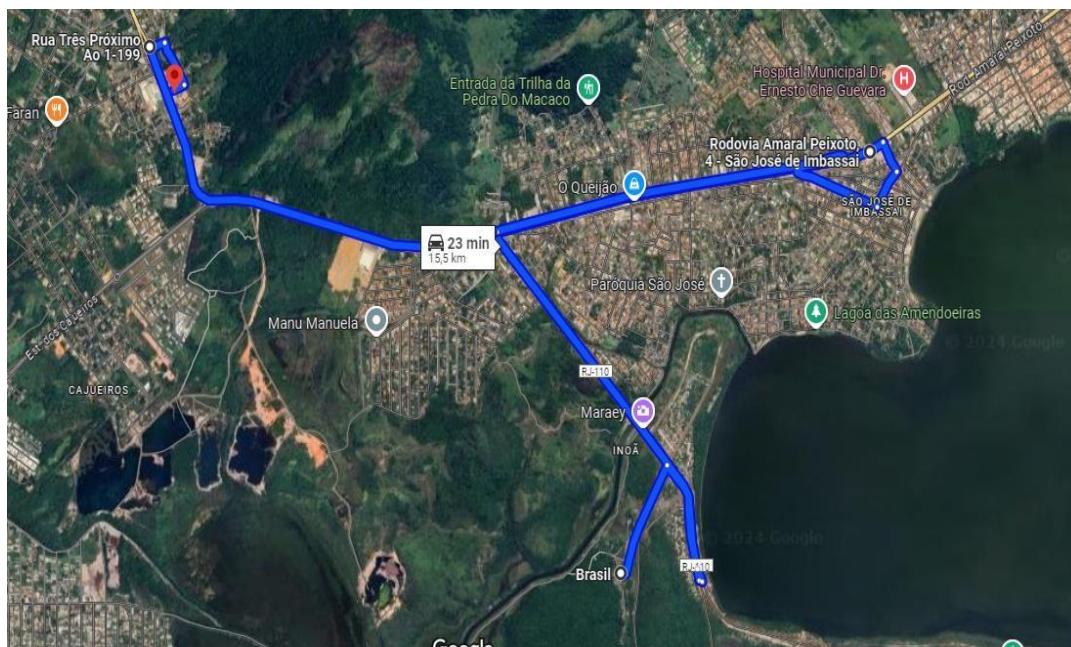 Rua Três Próximo
Ao 1-199
Faran
Entrada da Trilha da
Pedra Do Macaco
Hospital Municipal Dr.
Ernesto Che Guevara
Rod. Amaral Peixoto
Rodovia Amaral Peixoto,
4 - São José de Imbassai
O Queijão
SÃO JOSÉ DE
IMBASSAÍ
23 min
15,5 km
Paróquia São José
Lagoa das Amendoeiras
Manu Manuela
© 2024 Google
Estr. dos Cajueiros
RJ-110
CAJUEIROS
Maraey
INOÃ
© 2024 Google
RJ-110
Brasil
Google